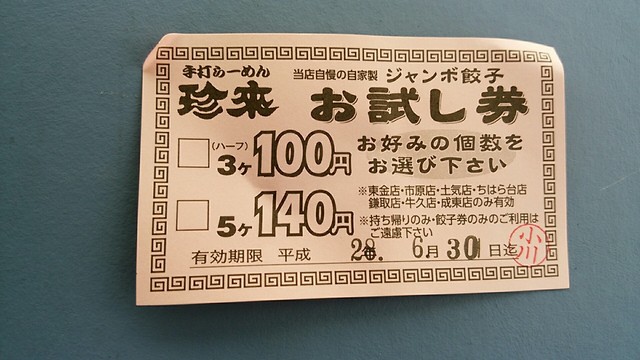 手打らーめん
珍來
当店自慢の自家製 ジャンボ餃子
お試し券
(ハーフ)
3ヶ100円
お好みの個数を
お選び下さい
5ヶ140円
※東金店・市原店・土気店・ちはら台店
鎌取店・牛久店・成東店のみ有効
※持ち帰りのみ・餃子券のみのご利用は
ご遠慮下さい
有効期限 平成 28年 6月 30日迄
小川